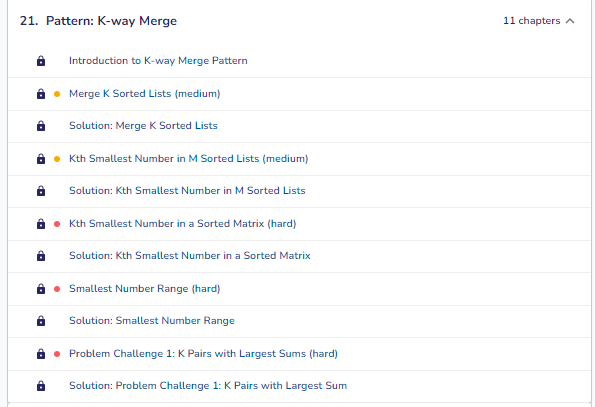 21. Pattern: K-way Merge 11 chapters
Introduction to K-way Merge Pattern
Merge K Sorted Lists (medium)
Solution: Merge K Sorted Lists
Kth Smallest Number in M Sorted Lists (medium)
Solution: Kth Smallest Number in M Sorted Lists
Kth Smallest Number in a Sorted Matrix (hard)
Solution: Kth Smallest Number in a Sorted Matrix
Smallest Number Range (hard)
Solution: Smallest Number Range
Problem Challenge 1: K Pairs with Largest Sums (hard)
Solution: Problem Challenge 1: K Pairs with Largest Sum